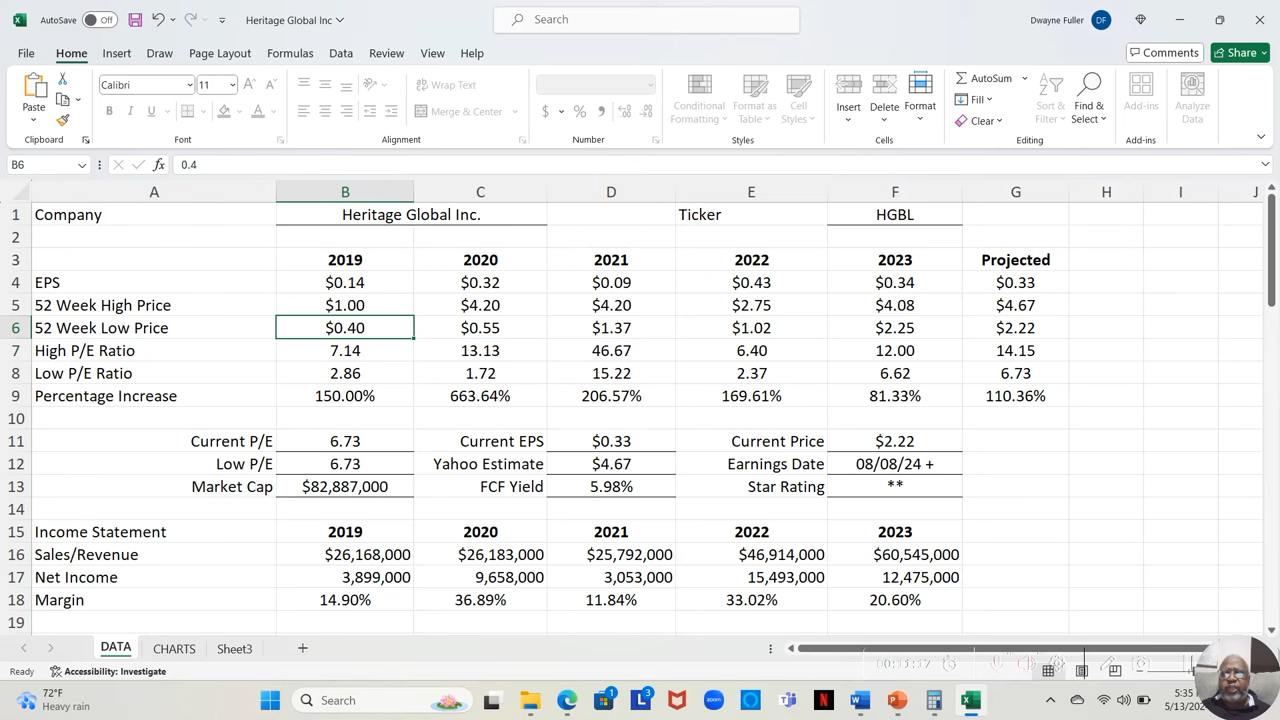 AutoSave Off Heritage Global Inc Search Dwayne Fuller DF
File Home Insert Draw Page Layout Formulas Data Review View Help Comments Share
Paste Calibri 11 Wrap Text Merge & Center Conditional Formatting Format as Table Cell Styles Insert Delete Format AutoSum Fill Clear Sort & Filter Find & Select Add-ins Analyze Data
Clipboard Font Alignment Number Styles Cells Editing Add-ins
B6 fx 0.4
A B C D E F G H I J
1 Company Heritage Global Inc. Ticker HGBL
2
3 2019 2020 2021 2022 2023 Projected
4 EPS $0.14 $0.32 $0.09 $0.43 $0.34 $0.33
5 52 Week High Price $1.00 $4.20 $4.20 $2.75 $4.08 $4.67
6 52 Week Low Price $0.40 $0.55 $1.37 $1.02 $2.25 $2.22
7 High P/E Ratio 7.14 13.13 46.67 6.40 12.00 14.15
8 Low P/E Ratio 2.86 1.72 15.22 2.37 6.62 6.73
9 Percentage Increase 150.00% 663.64% 206.57% 169.61% 81.33% 110.36%
10
11 Current P/E 6.73 Current EPS $0.33 Current Price $2.22
12 Low P/E 6.73 Yahoo Estimate $4.67 Earnings Date 08/08/24 +
13 Market Cap $82,887,000 FCF Yield 5.98% Star Rating **
14
15 Income Statement 2019 2020 2021 2022 2023
16 Sales/Revenue $26,168,000 $26,183,000 $25,792,000 $46,914,000 $60,545,000
17 Net Income 3,899,000 9,658,000 3,053,000 15,493,000 12,475,000
18 Margin 14.90% 36.89% 11.84% 33.02% 20.60%
19
DATA CHARTS Sheet3
Ready Accessibility: Investigate
72°F Search 5:35
Heavy rain 5/13/20